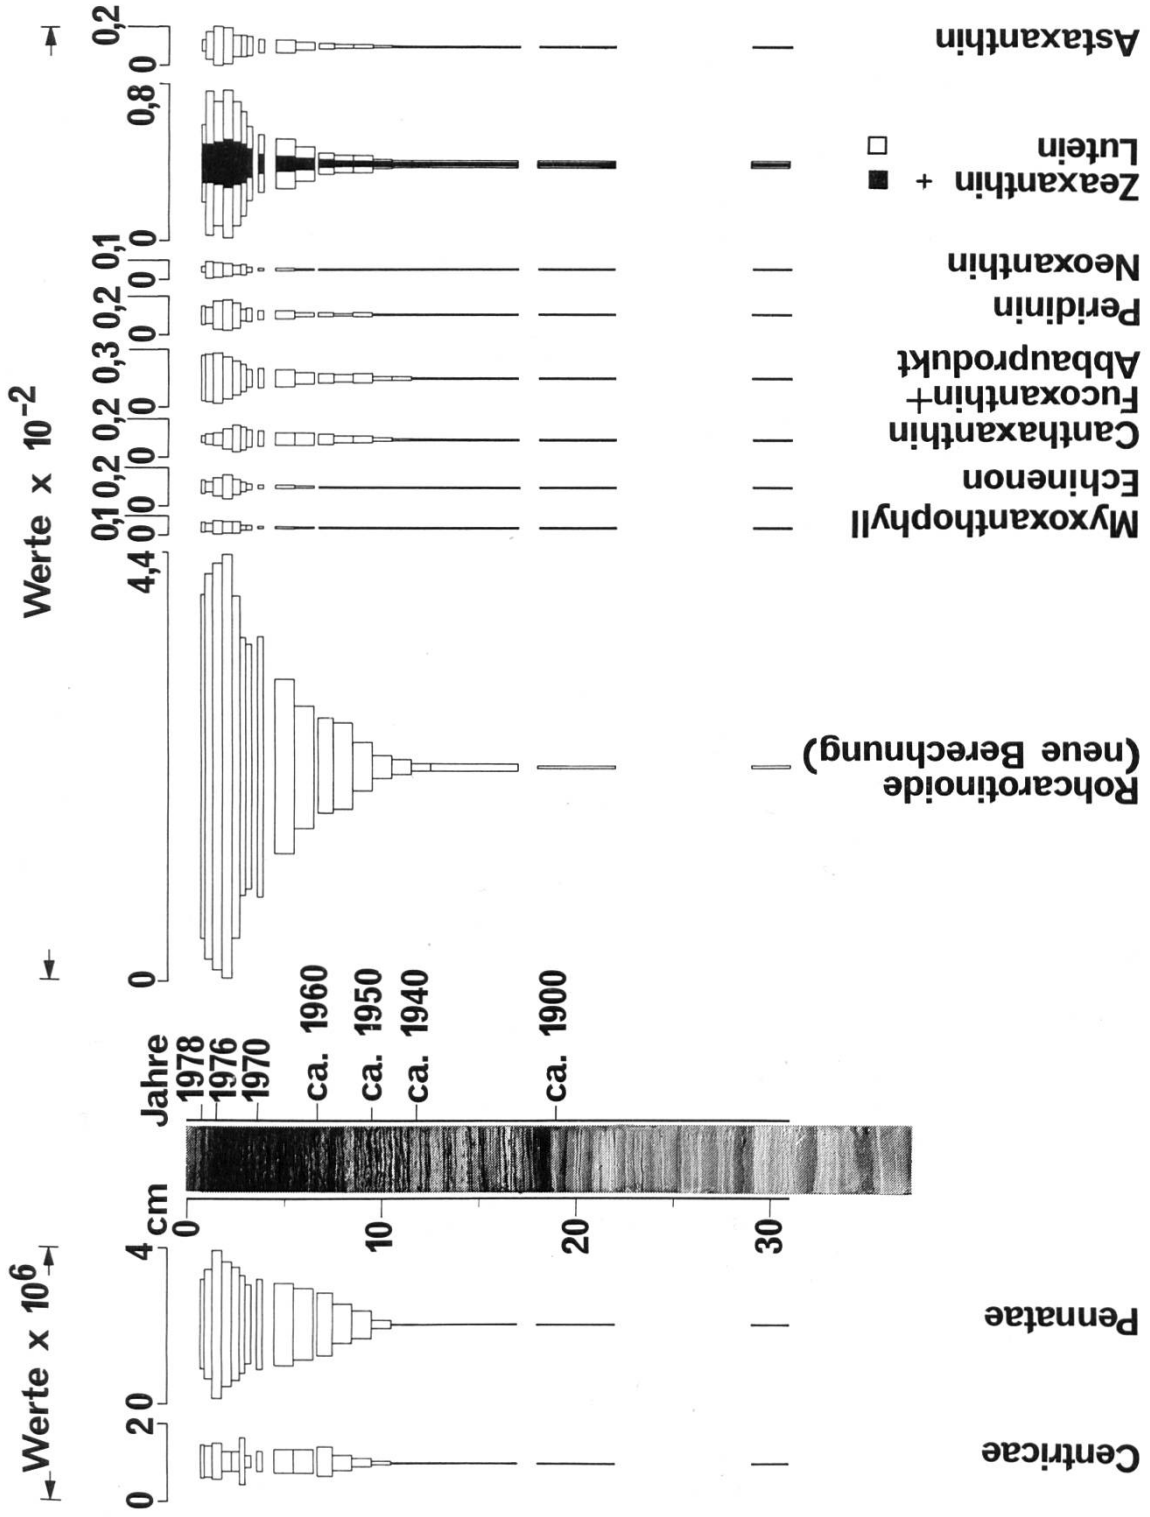 Werte x 10⁶
Werte x 10⁻²
0 2
0 4
cm
Jahre
0
4,4
0 0,1
0 0,2
0 0,2
0 0,3
0 0,2
0 0,1
0 0,8
0 0,2
0
10
20
30
1978
1976
1970
ca. 1960
ca. 1950
ca. 1940
ca. 1900
Centricae
Pennatae
Rohcarotinoide
(neue Berechnung)
Myxoxanthophyll
Echinenon
Canthaxanthin
Fucoxanthin+
Abbauprodukt
Peridinin
Neoxanthin
Zeaxanthin +
Lutein
Astaxanthin